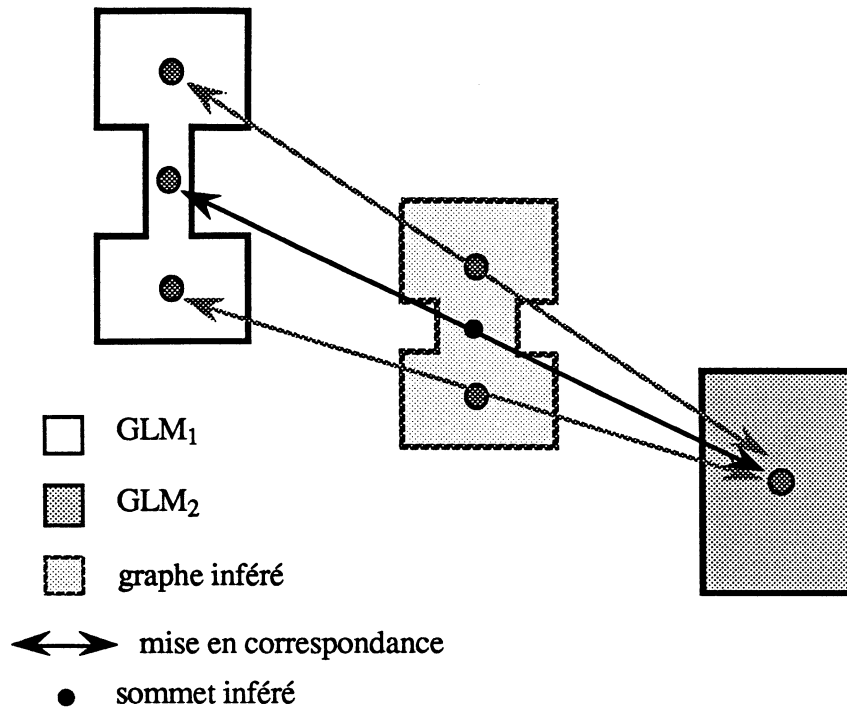 GLM₁
GLM₂
graphe inféré
mise en correspondance
sommet inféré